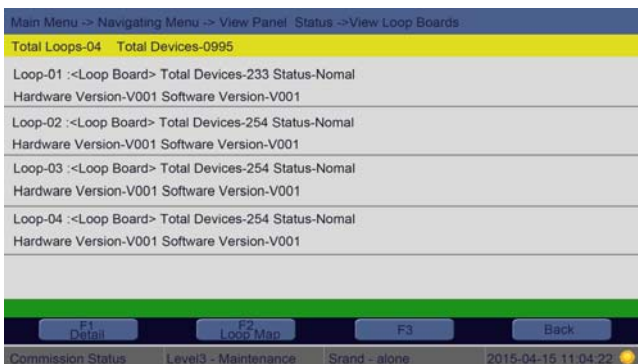 Main Menu -> Navigating Menu -> View Panel Status ->View Loop Boards
Total Loops-04 Total Devices-0995
Loop-01 :<Loop Board> Total Devices-233 Status-Nomal
Hardware Version-V001 Software Version-V001
Loop-02 :<Loop Board> Total Devices-254 Status-Nomal
Hardware Version-V001 Software Version-V001
Loop-03 :<Loop Board> Total Devices-254 Status-Nomal
Hardware Version-V001 Software Version-V001
Loop-04 :<Loop Board> Total Devices-254 Status-Nomal
Hardware Version-V001 Software Version-V001
F1 F2 F3 Back
Detail Loop Map
Commission Status Level3 - Maintenance Srand - alone 2015-04-15 11:04:22